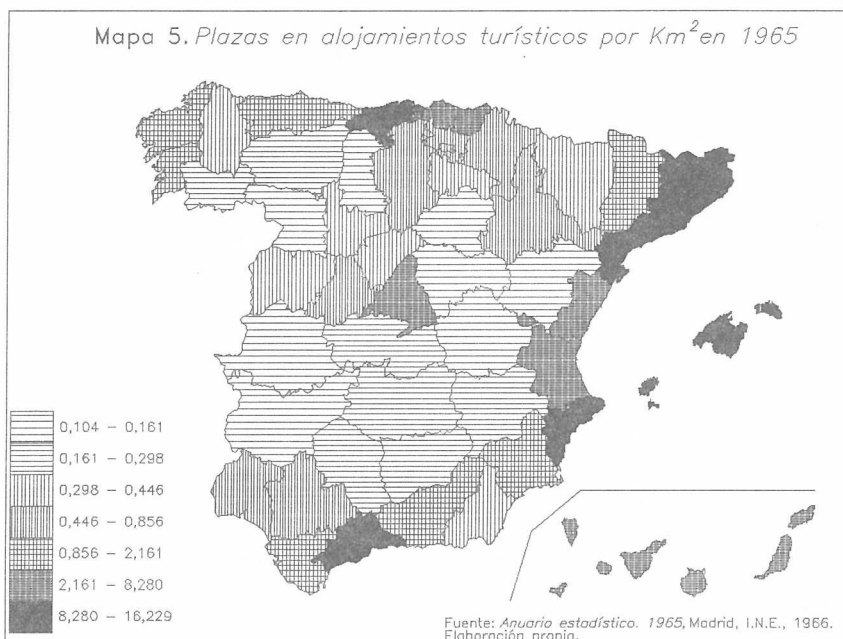 Mapa 5. Plazas en alojamientos turísticos por Km² en 1965
0,104 – 0,161
0,161 – 0,298
0,298 – 0,446
0,446 – 0,856
0,856 – 2,161
2,161 – 8,280
8,280 – 16,229
Fuente: Anuario estadístico. 1965, Madrid, I.N.E., 1966.
Elaboración propia.